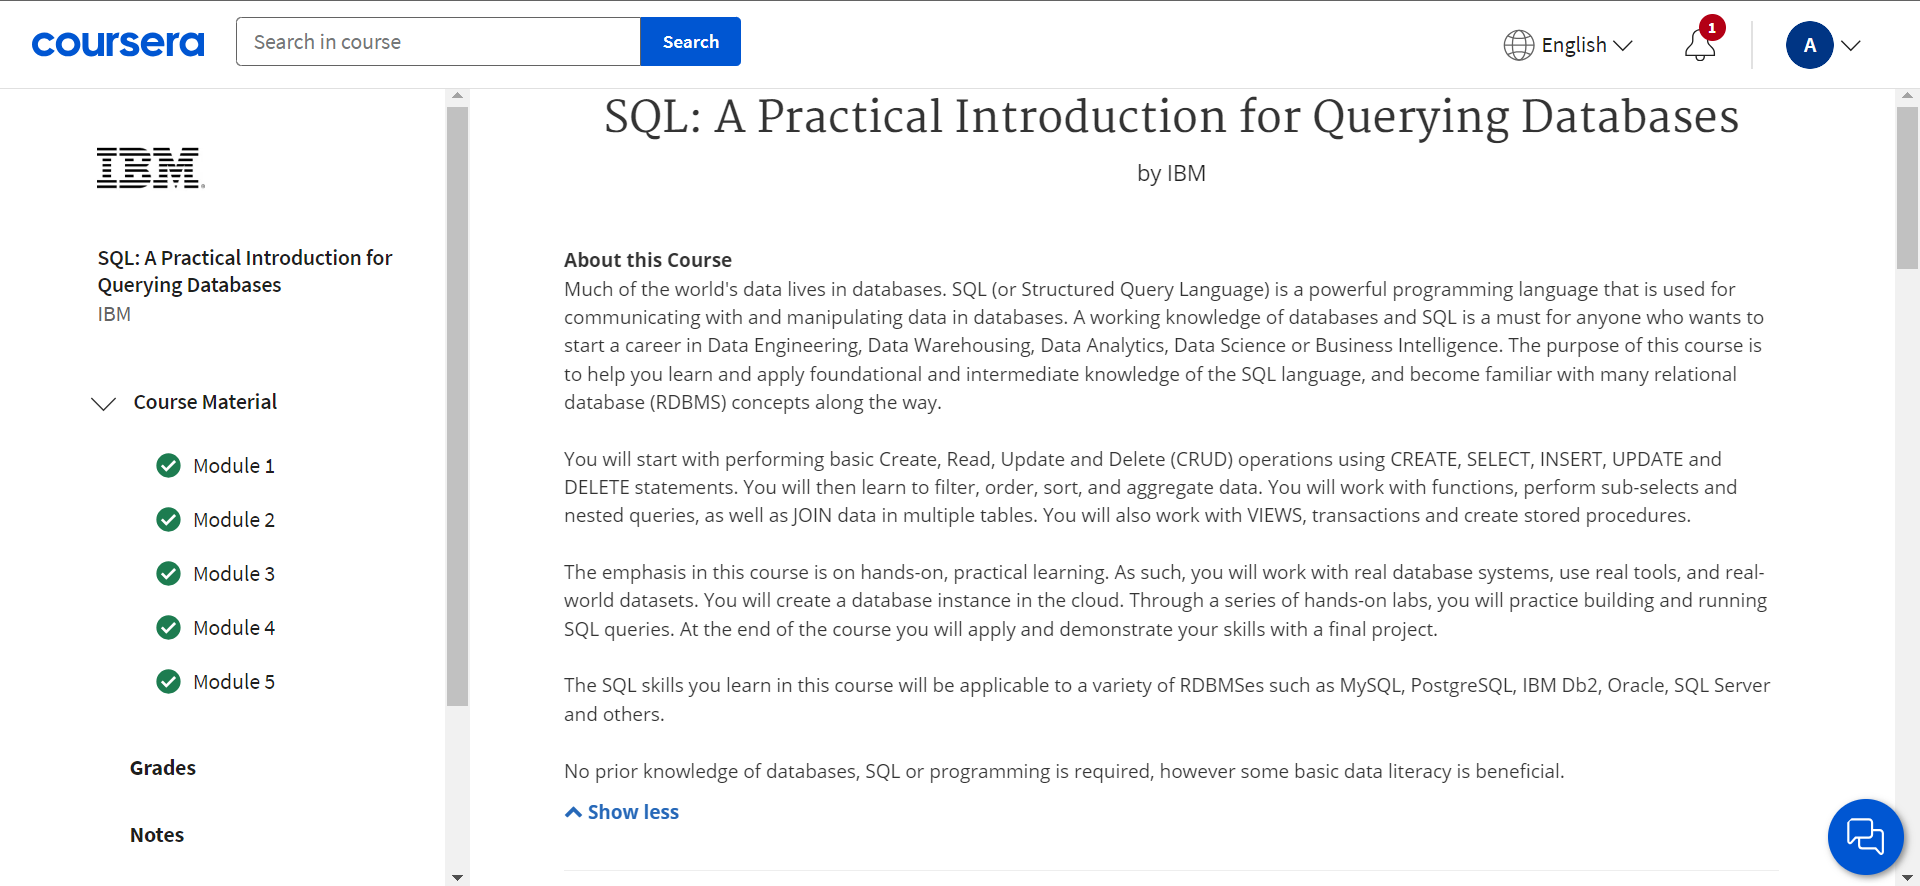 coursera
Search in course
Search
English
1
A
IBM
SQL: A Practical Introduction for
Querying Databases
IBM
Course Material
Module 1
Module 2
Module 3
Module 4
Module 5
Grades
Notes
SQL: A Practical Introduction for Querying Databases
by IBM
About this Course
Much of the world's data lives in databases. SQL (or Structured Query Language) is a powerful programming language that is used for
communicating with and manipulating data in databases. A working knowledge of databases and SQL is a must for anyone who wants to
start a career in Data Engineering, Data Warehousing, Data Analytics, Data Science or Business Intelligence. The purpose of this course is
to help you learn and apply foundational and intermediate knowledge of the SQL language, and become familiar with many relational
database (RDBMS) concepts along the way.
You will start with performing basic Create, Read, Update and Delete (CRUD) operations using CREATE, SELECT, INSERT, UPDATE and
DELETE statements. You will then learn to filter, order, sort, and aggregate data. You will work with functions, perform sub-selects and
nested queries, as well as JOIN data in multiple tables. You will also work with VIEWS, transactions and create stored procedures.
The emphasis in this course is on hands-on, practical learning. As such, you will work with real database systems, use real tools, and real-
world datasets. You will create a database instance in the cloud. Through a series of hands-on labs, you will practice building and running
SQL queries. At the end of the course you will apply and demonstrate your skills with a final project.
The SQL skills you learn in this course will be applicable to a variety of RDBMSes such as MySQL, PostgreSQL, IBM Db2, Oracle, SQL Server
and others.
No prior knowledge of databases, SQL or programming is required, however some basic data literacy is beneficial.
Show less